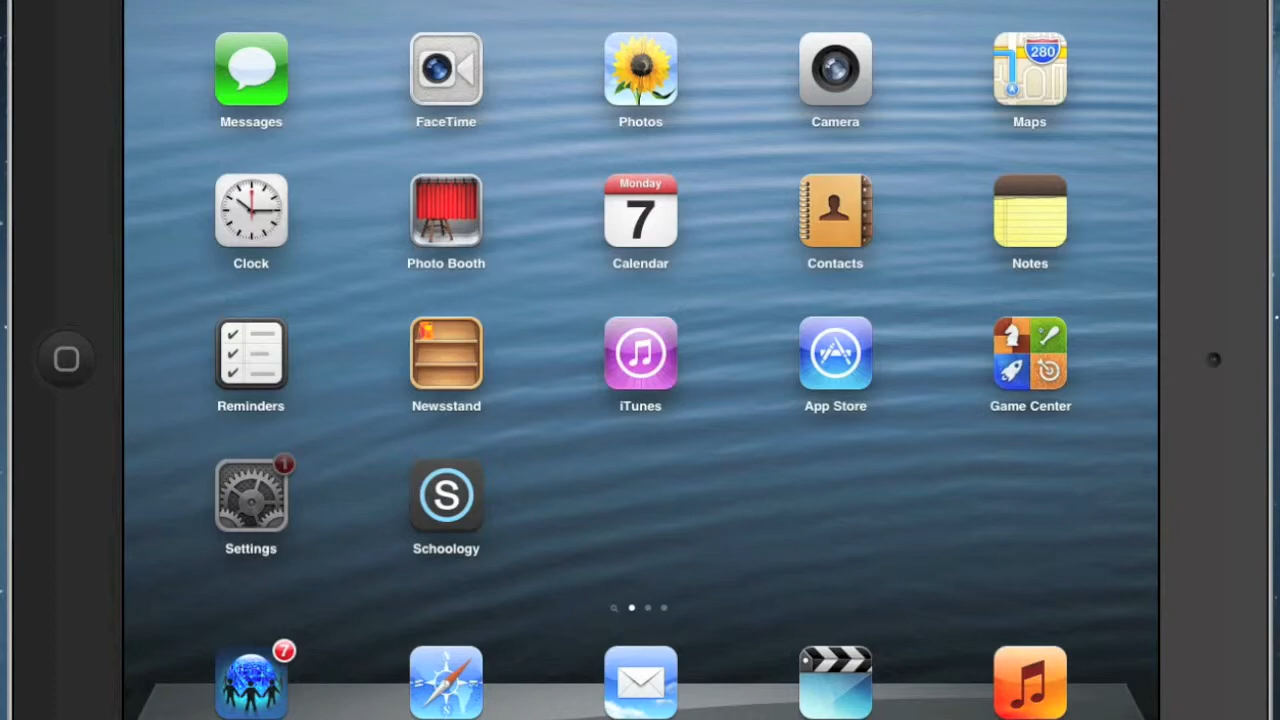 280
Messages FaceTime Photos Camera Maps
Monday
7
Clock Photo Booth Calendar Contacts Notes
Reminders Newsstand iTunes App Store Game Center
1
S
Settings Schoology
7